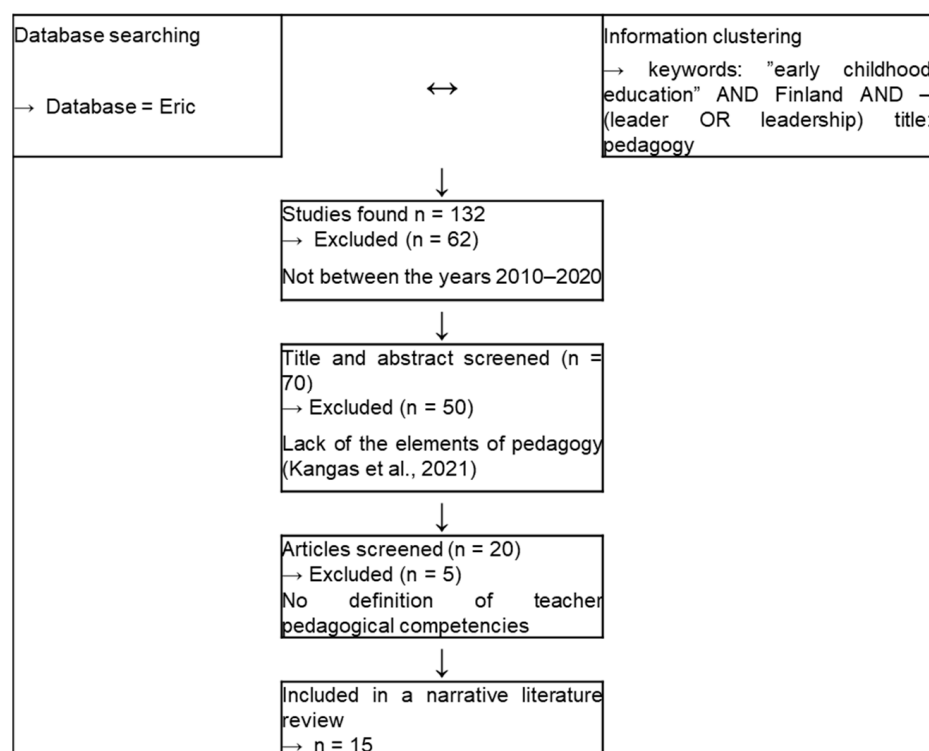 Database searching
→ Database = Eric
↔
Information clustering
→ keywords: ”early childhood
education” AND Finland AND –
(leader OR leadership) title:
pedagogy
↓
Studies found n = 132
→ Excluded (n = 62)
Not between the years 2010–2020
↓
Title and abstract screened (n =
70)
→ Excluded (n = 50)
Lack of the elements of pedagogy
(Kangas et al., 2021)
↓
Articles screened (n = 20)
→ Excluded (n = 5)
No definition of teacher
pedagogical competencies
↓
Included in a narrative literature
review
→ n = 15